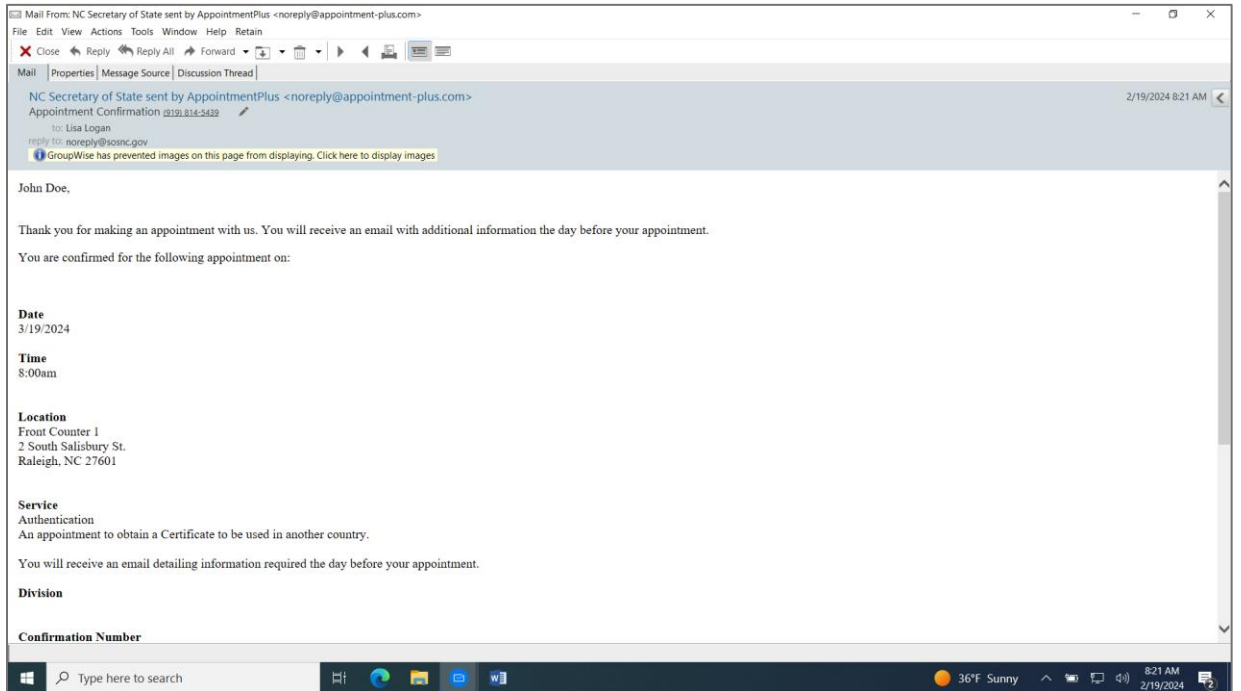 Mail From: NC Secretary of State sent by AppointmentPlus <noreply@appointment-plus.com>
File Edit View Actions Tools Window Help Retain
Close Reply Reply All Forward
Mail Properties Message Source Discussion Thread
NC Secretary of State sent by AppointmentPlus <noreply@appointment-plus.com> 2/19/2024 8:21 AM
Appointment Confirmation (919) 814-5439
to: Lisa Logan
reply to: noreply@sosnc.gov
GroupWise has prevented images on this page from displaying. Click here to display images
John Doe,
Thank you for making an appointment with us. You will receive an email with additional information the day before your appointment.
You are confirmed for the following appointment on:
Date
3/19/2024
Time
8:00am
Location
Front Counter 1
2 South Salisbury St.
Raleigh, NC 27601
Service
Authentication
An appointment to obtain a Certificate to be used in another country.
You will receive an email detailing information required the day before your appointment.
Division
Confirmation Number
Type here to search
36°F Sunny
8:21 AM
2/19/2024
2